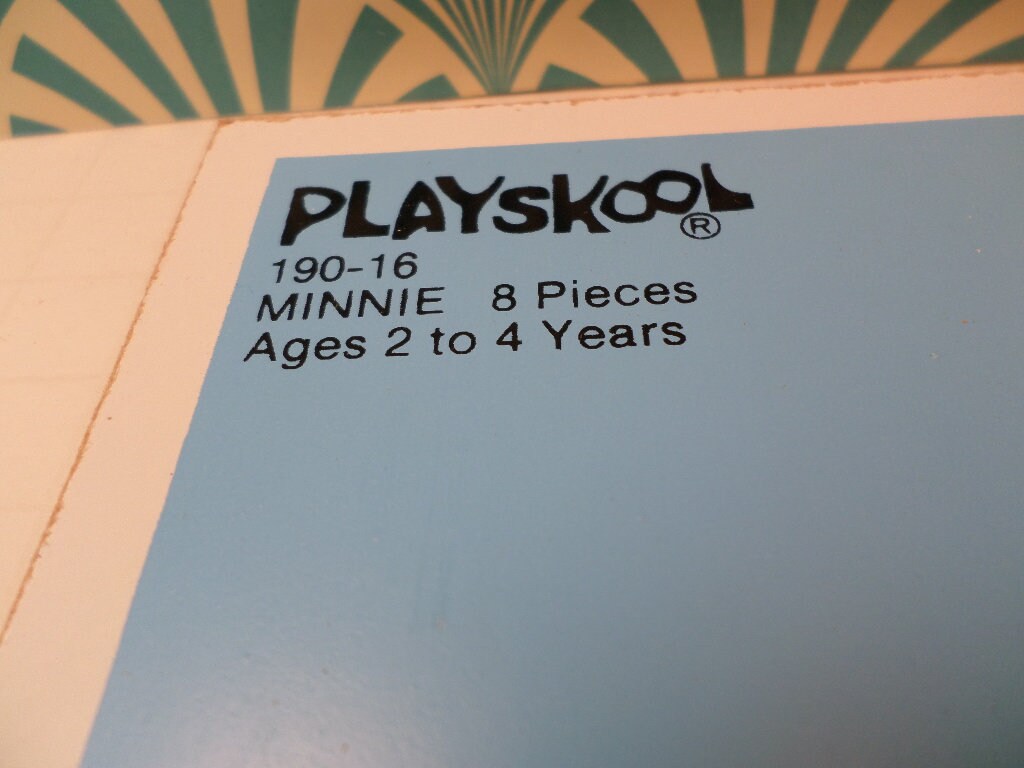 PLAYSKOOL®
190-16
MINNIE 8 Pieces
Ages 2 to 4 Years